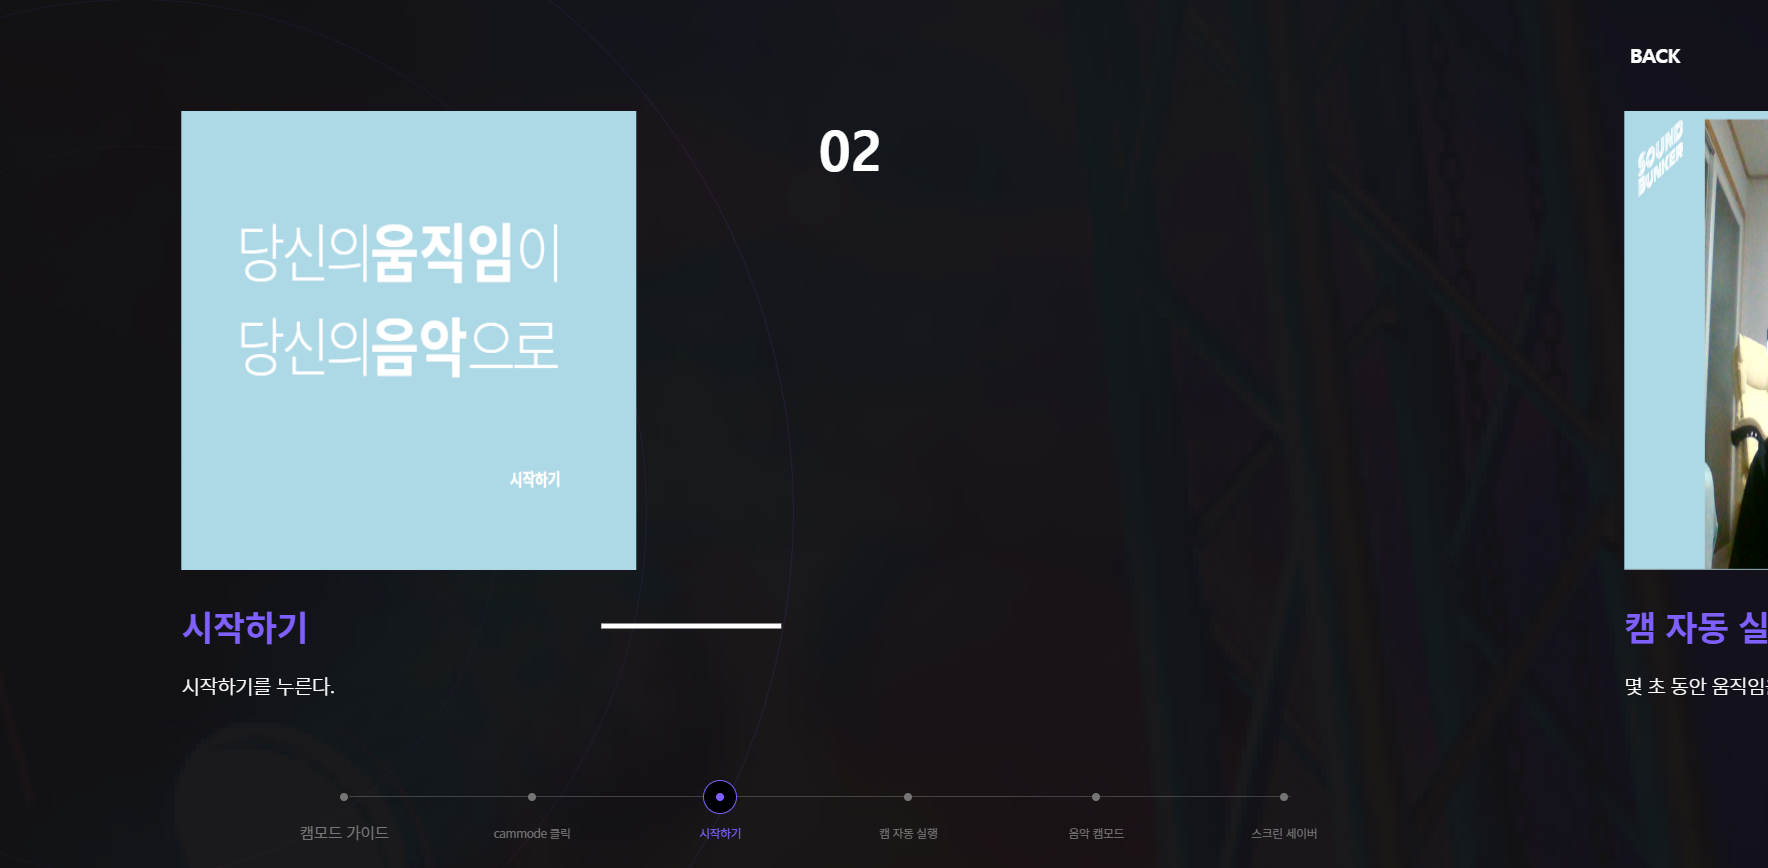 BACK
당신의움직임이
당신의음악으로
시작하기
02
SOUND
BUNKER
시작하기
시작하기를 누른다.
캠 자동 실
몇 초 동안 움직임
캠모드 가이드
cammode 클릭
시작하기
캠 자동 실행
음악 캠모드
스크린 세이버